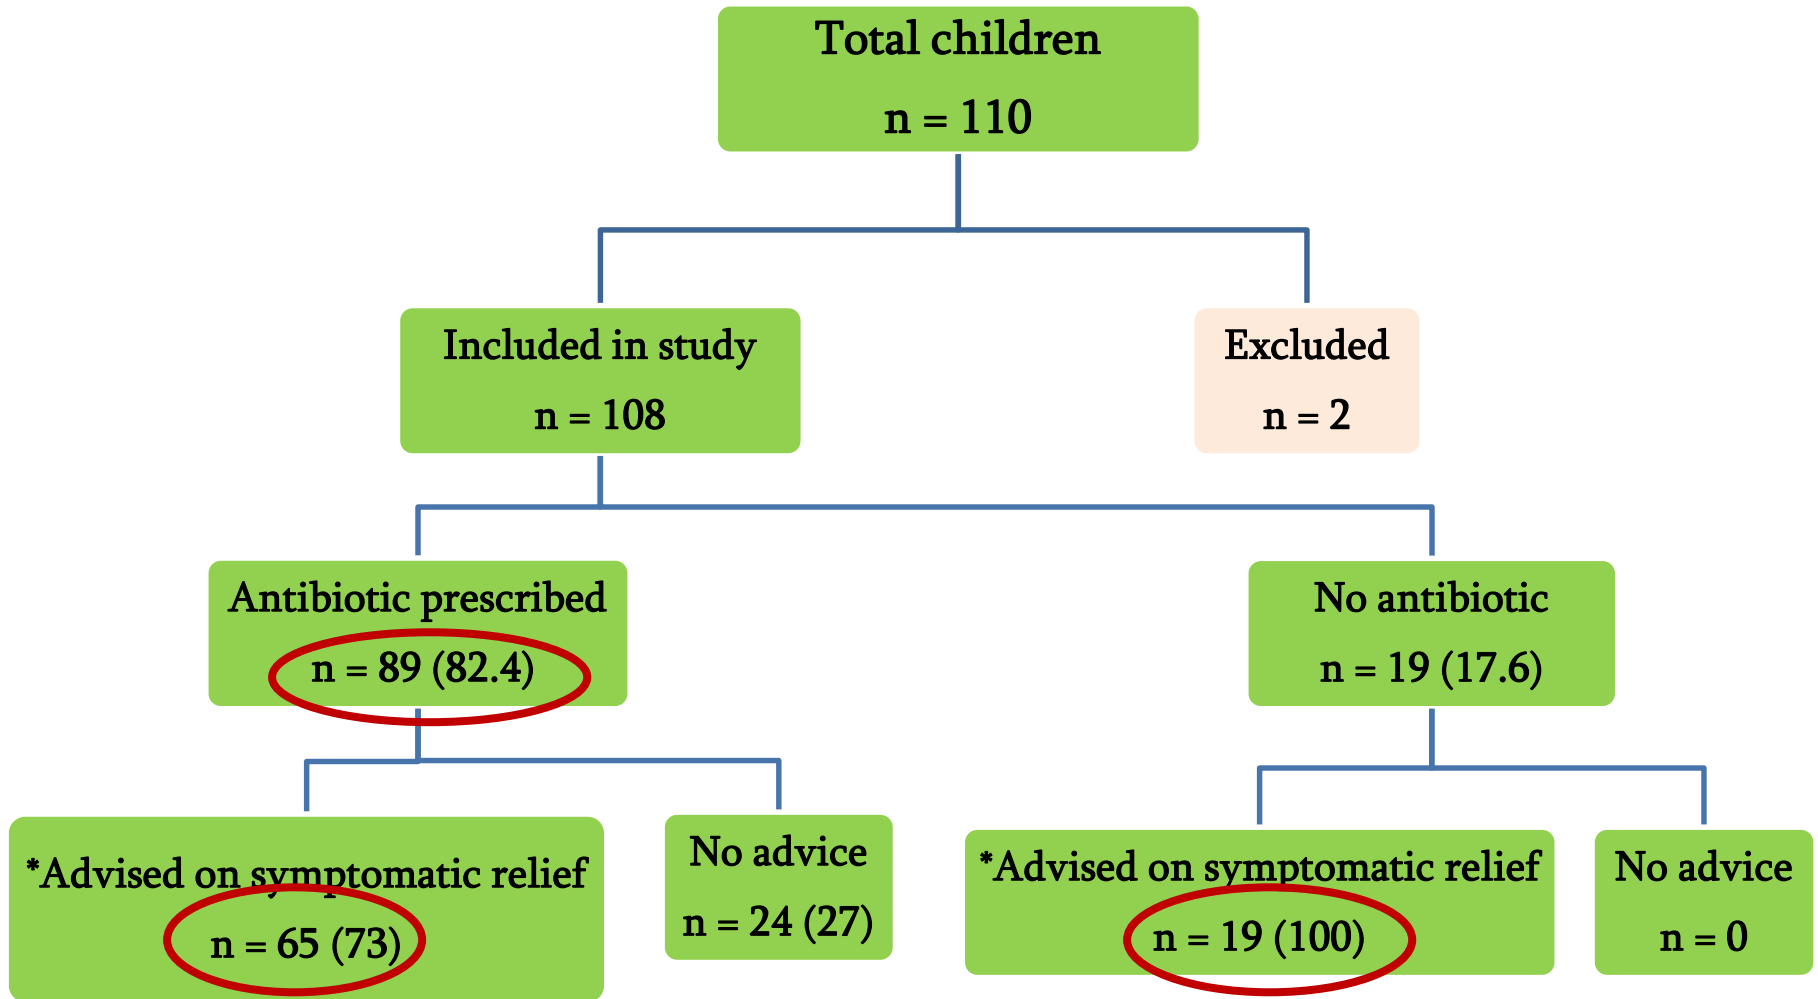 Total children
n = 110
Included in study
n = 108
Excluded
n = 2
Antibiotic prescribed
n = 89 (82.4)
No antibiotic
n = 19 (17.6)
*Advised on symptomatic relief
n = 65 (73)
No advice
n = 24 (27)
*Advised on symptomatic relief
n = 19 (100)
No advice
n = 0